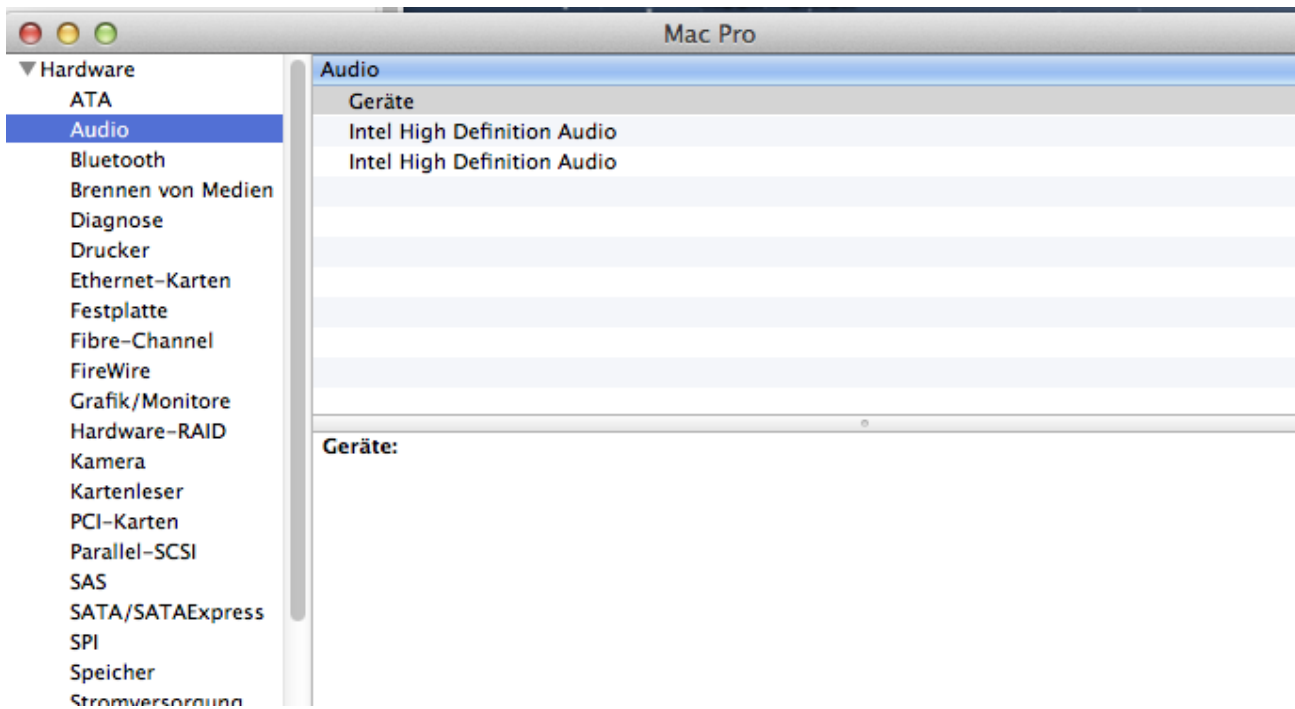 Mac Pro
Hardware
ATA
Audio
Bluetooth
Brennen von Medien
Diagnose
Drucker
Ethernet-Karten
Festplatte
Fibre-Channel
FireWire
Grafik/Monitore
Hardware-RAID
Kamera
Kartenleser
PCI-Karten
Parallel-SCSI
SAS
SATA/SATAExpress
SPI
Speicher
Stromversorgung
Audio
Geräte
Intel High Definition Audio
Intel High Definition Audio
Geräte: